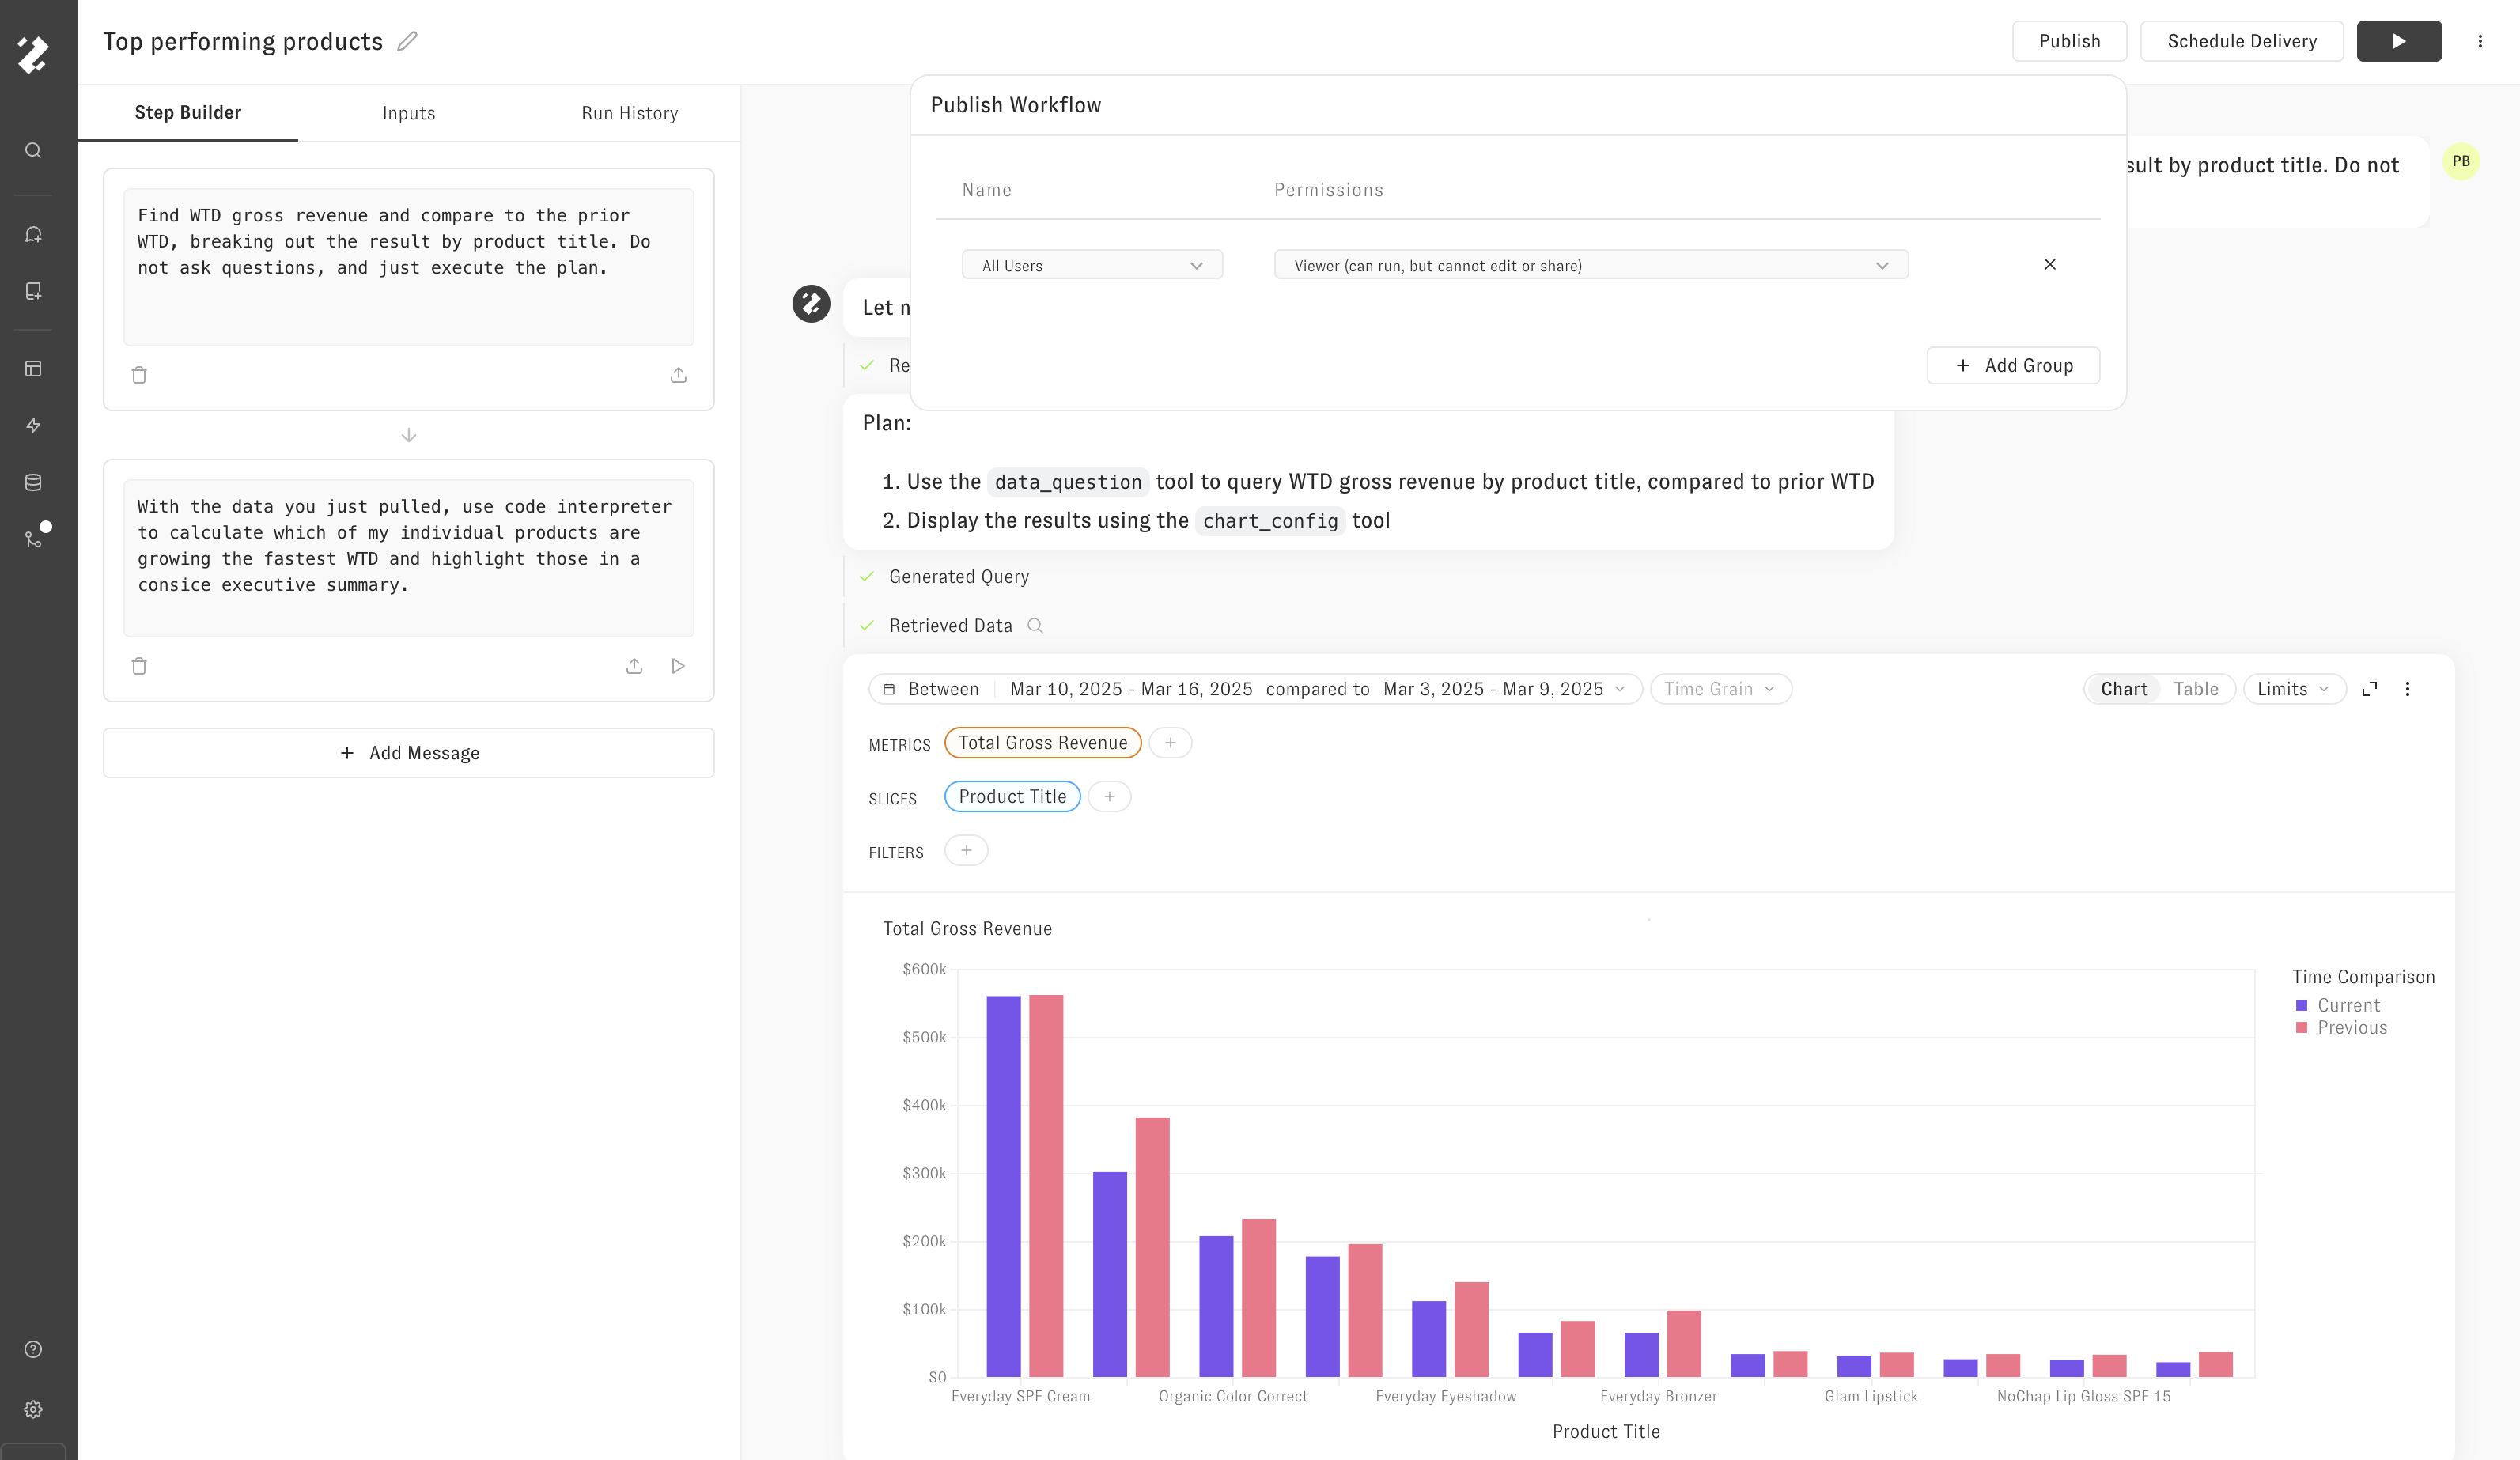 Top performing products
Publish
Schedule Delivery
Step Builder
Inputs
Run History
Find WTD gross revenue and compare to the prior
WTD, breaking out the result by product title. Do
not ask questions, and just execute the plan.
With the data you just pulled, use code interpreter
to calculate which of my individual products are
growing the fastest WTD and highlight those in a
consice executive summary.
+ Add Message
Publish Workflow
Name
Permissions
All Users
Viewer (can run, but cannot edit or share)
+ Add Group
sult by product title. Do not
PB
Let
Re
Plan:
1. Use the data_question tool to query WTD gross revenue by product title, compared to prior WTD
2. Display the results using the chart_config tool
Generated Query
Retrieved Data
Between Mar 10, 2025 - Mar 16, 2025 compared to Mar 3, 2025 - Mar 9, 2025
Time Grain
Chart
Table
Limits
METRICS Total Gross Revenue +
SLICES Product Title +
FILTERS +
Total Gross Revenue
$600k
$500k
$400k
$300k
$200k
$100k
$0
Time Comparison
Current
Previous
Everyday SPF Cream
Organic Color Correct
Everyday Eyeshadow
Everyday Bronzer
Glam Lipstick
NoChap Lip Gloss SPF 15
Product Title